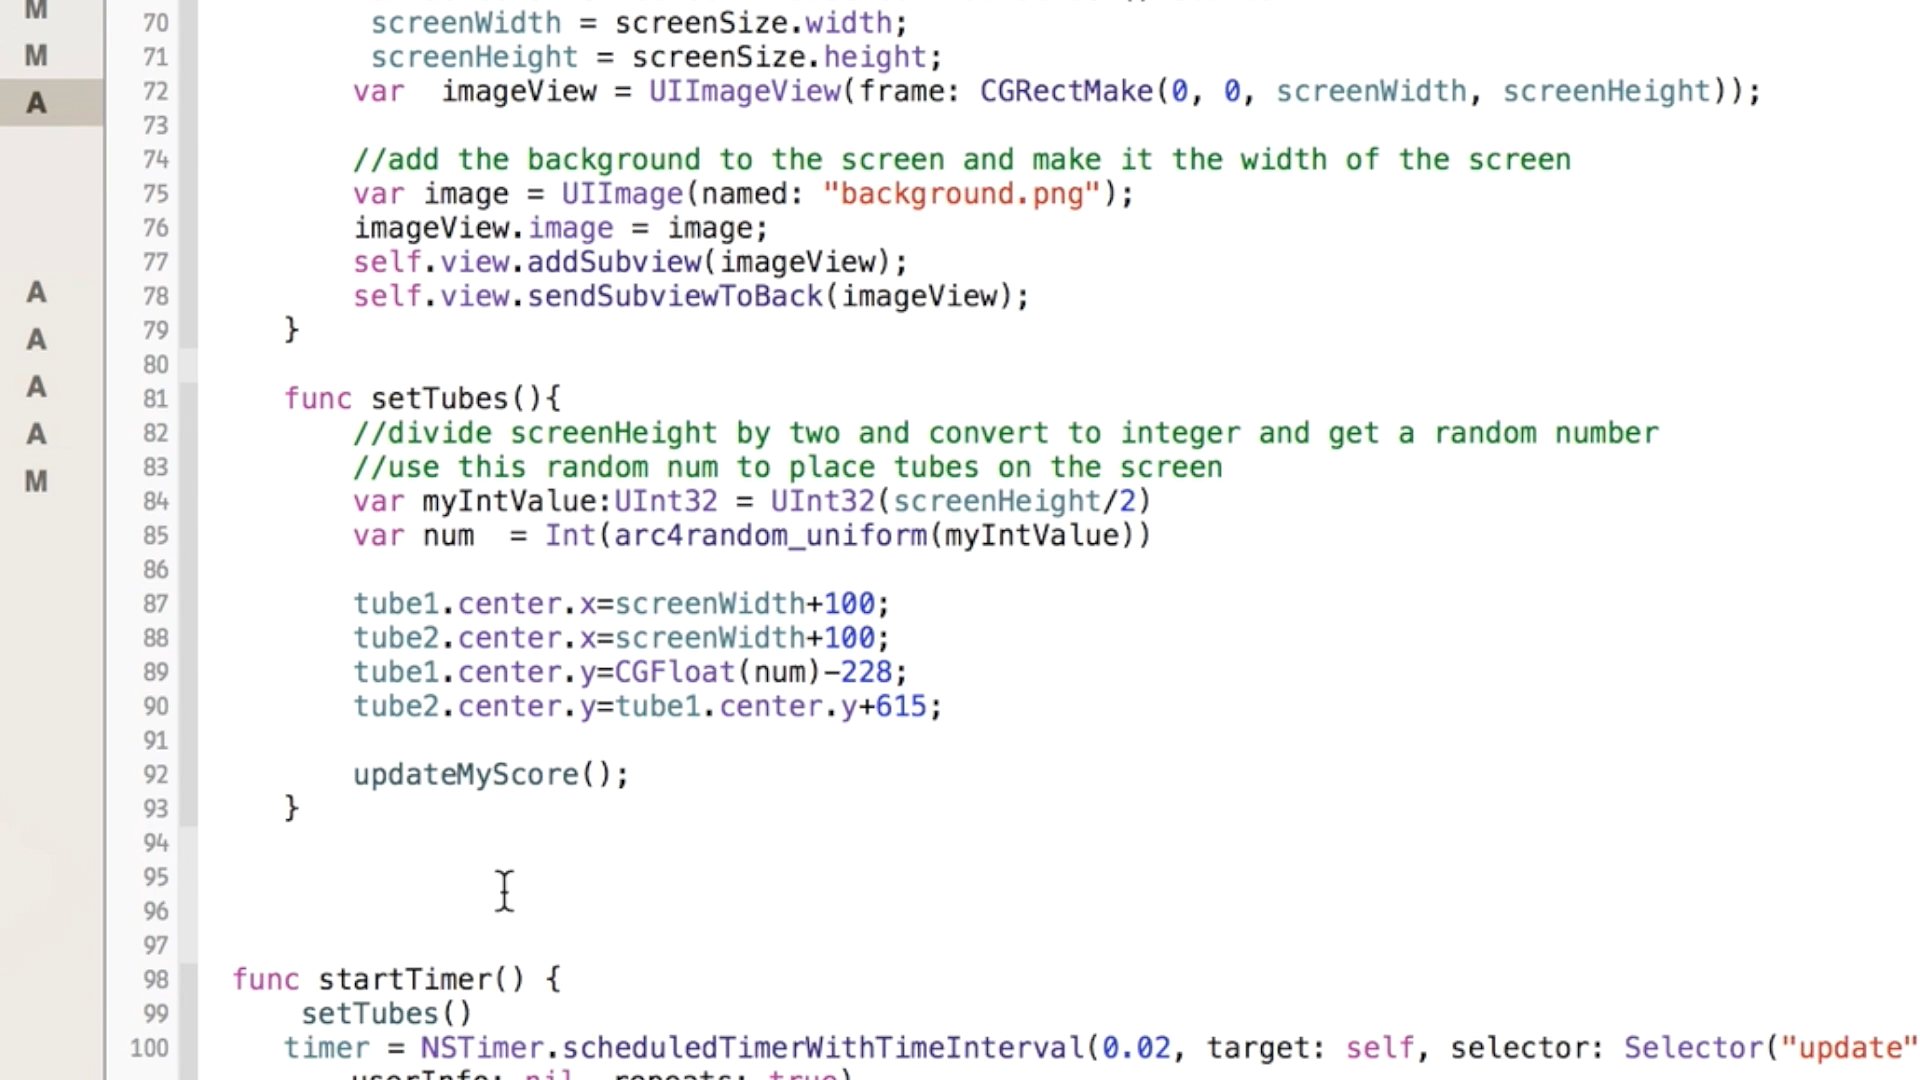 M
M
A
A
A
A
A
M
70 screenWidth = screenSize.width;
71 screenHeight = screenSize.height;
72 var  imageView = UIImageView(frame: CGRectMake(0, 0, screenWidth, screenHeight));
73
74 //add the background to the screen and make it the width of the screen
75 var image = UIImage(named: "background.png");
76 imageView.image = image;
77 self.view.addSubview(imageView);
78 self.view.sendSubviewToBack(imageView);
79 }
80
81 func setTubes(){
82 //divide screenHeight by two and convert to integer and get a random number
83 //use this random num to place tubes on the screen
84 var myIntValue:UInt32 = UInt32(screenHeight/2)
85 var num  = Int(arc4random_uniform(myIntValue))
86
87 tube1.center.x=screenWidth+100;
88 tube2.center.x=screenWidth+100;
89 tube1.center.y=CGFloat(num)-228;
90 tube2.center.y=tube1.center.y+615;
91
92 updateMyScore();
93 }
94
95
96
97
98 func startTimer() {
99 setTubes()
100 timer = NSTimer.scheduledTimerWithTimeInterval(0.02, target: self, selector: Selector("update"
userInfo: nil, repeats: true)